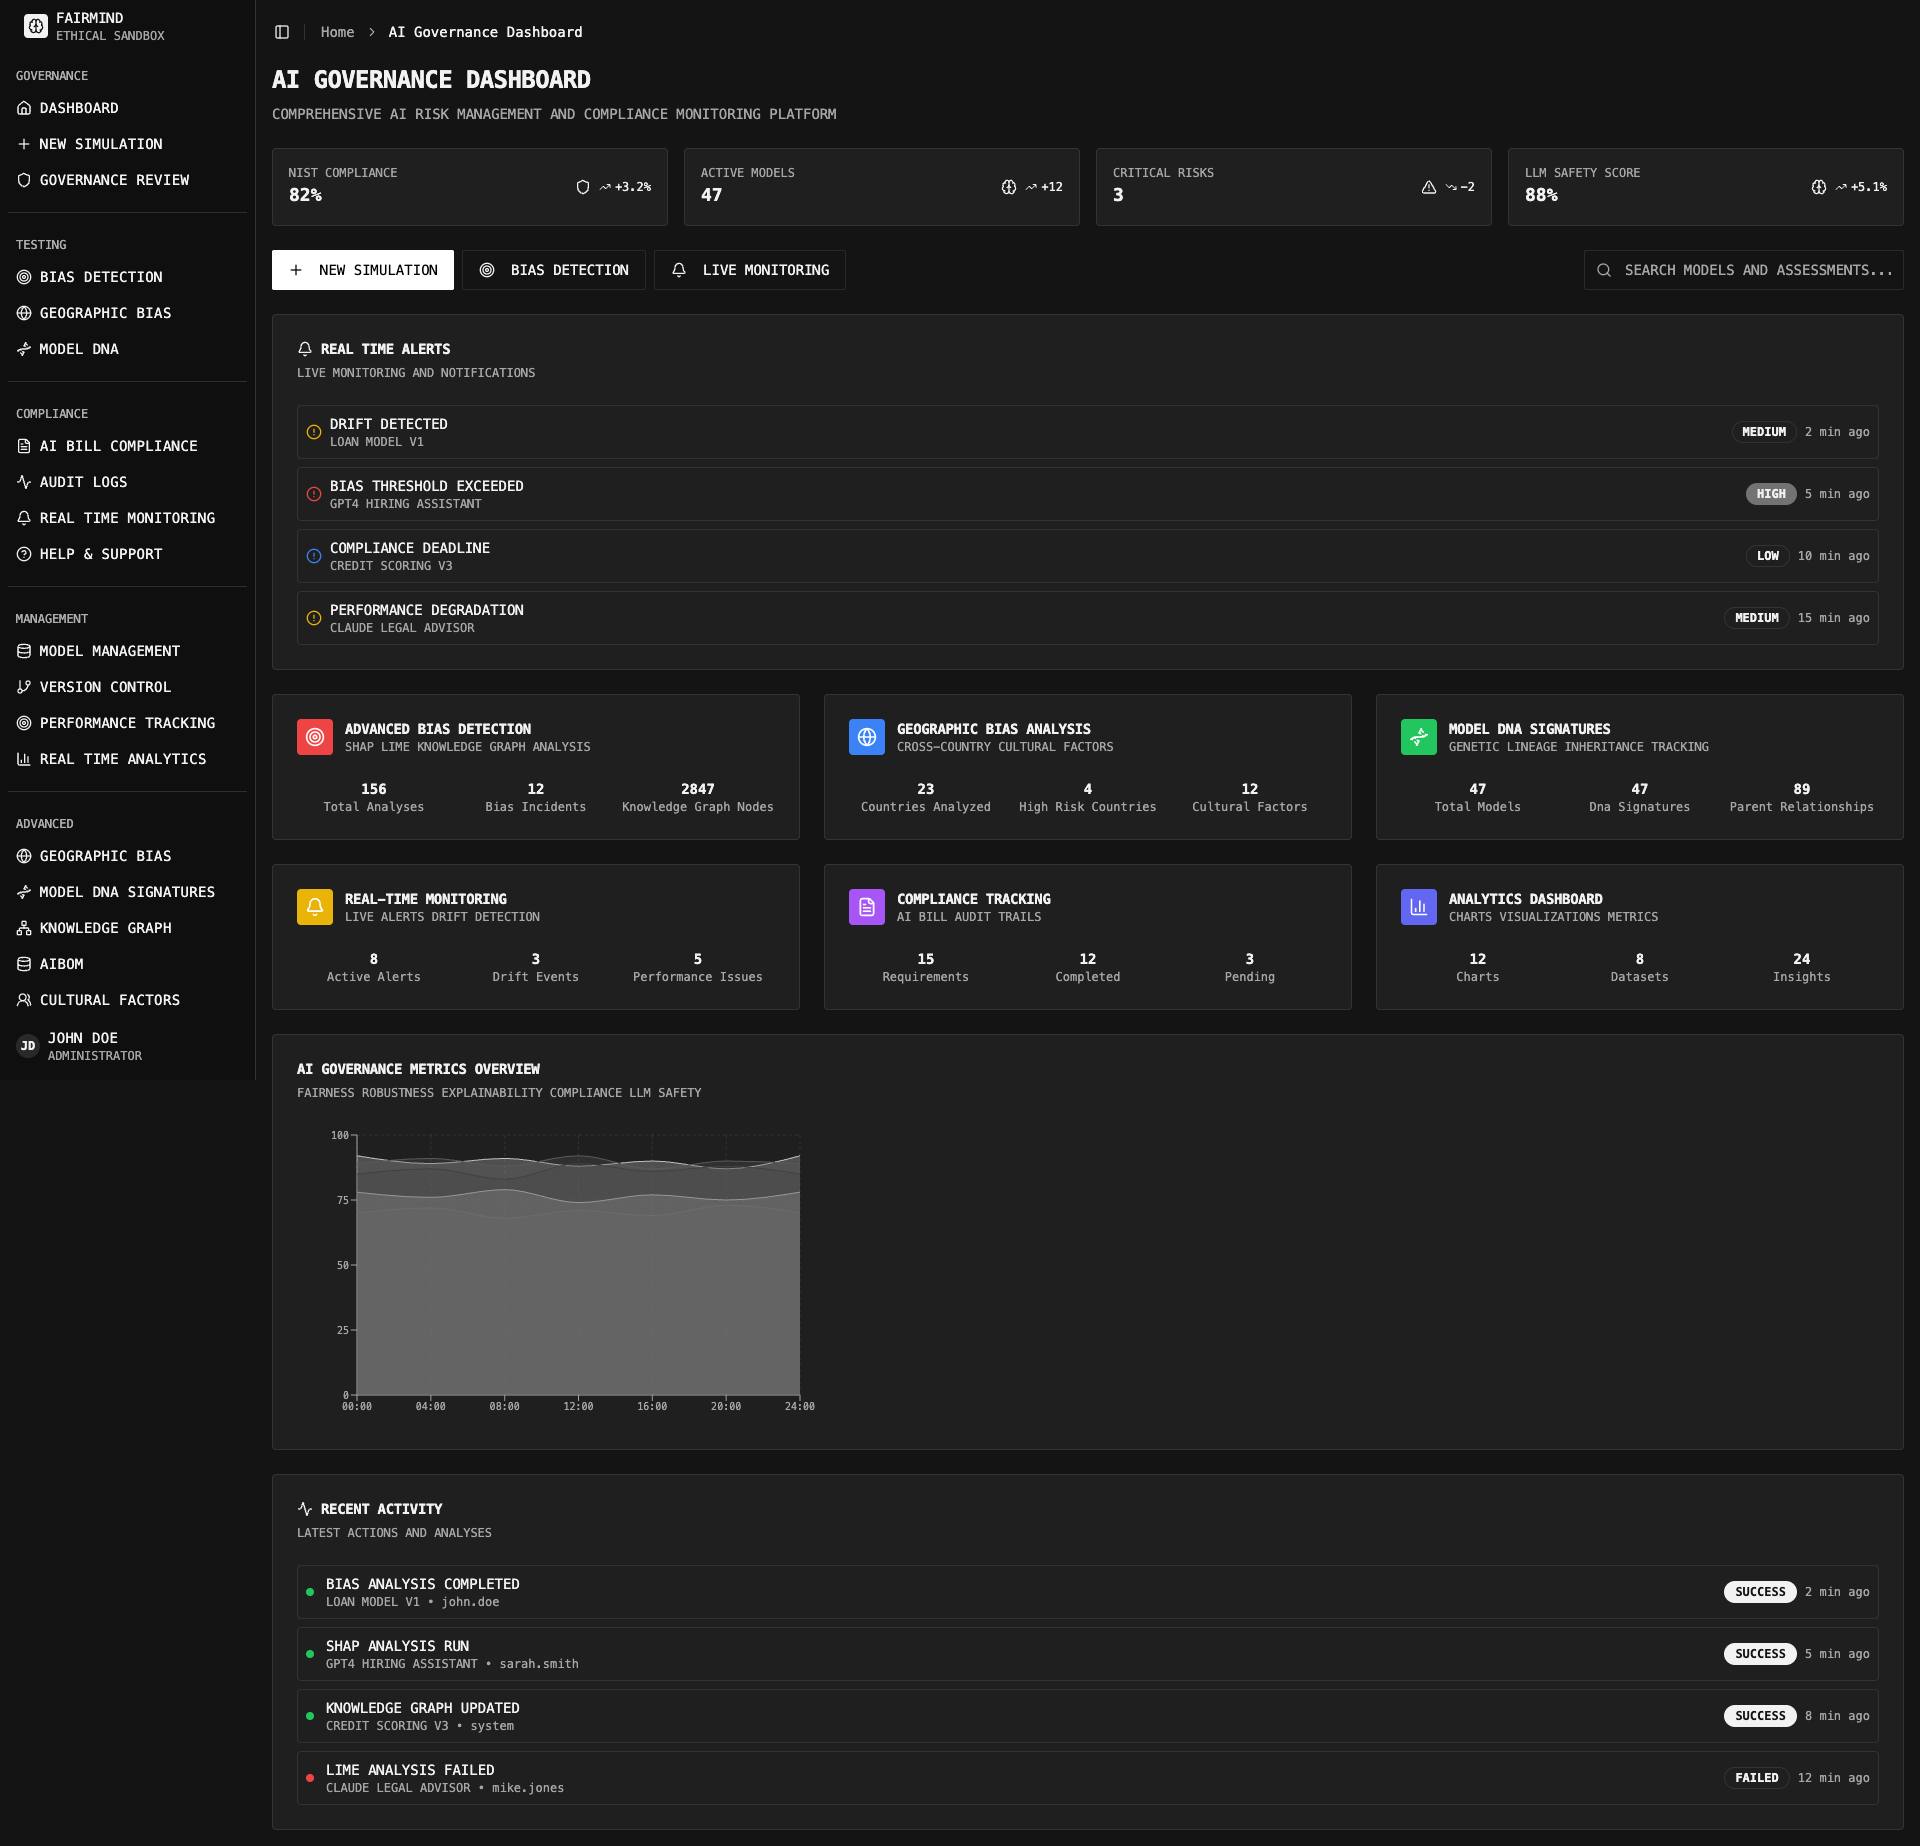 FAIRMIND
ETHICAL SANDBOX
GOVERNANCE
DASHBOARD
NEW SIMULATION
GOVERNANCE REVIEW
TESTING
BIAS DETECTION
GEOGRAPHIC BIAS
MODEL DNA
COMPLIANCE
AI BILL COMPLIANCE
AUDIT LOGS
REAL TIME MONITORING
HELP & SUPPORT
MANAGEMENT
MODEL MANAGEMENT
VERSION CONTROL
PERFORMANCE TRACKING
REAL TIME ANALYTICS
ADVANCED
GEOGRAPHIC BIAS
MODEL DNA SIGNATURES
KNOWLEDGE GRAPH
AIBOM
CULTURAL FACTORS
JD
JOHN DOE
ADMINISTRATOR
Home > AI Governance Dashboard
AI GOVERNANCE DASHBOARD
COMPREHENSIVE AI RISK MANAGEMENT AND COMPLIANCE MONITORING PLATFORM
NIST COMPLIANCE
82%
+3.2%
ACTIVE MODELS
47
+12
CRITICAL RISKS
3
-2
LLM SAFETY SCORE
88%
+5.1%
NEW SIMULATION
BIAS DETECTION
LIVE MONITORING
SEARCH MODELS AND ASSESSMENTS...
REAL TIME ALERTS
LIVE MONITORING AND NOTIFICATIONS
DRIFT DETECTED
LOAN MODEL V1
MEDIUM 2 min ago
BIAS THRESHOLD EXCEEDED
GPT4 HIRING ASSISTANT
HIGH 5 min ago
COMPLIANCE DEADLINE
CREDIT SCORING V3
LOW 10 min ago
PERFORMANCE DEGRADATION
CLAUDE LEGAL ADVISOR
MEDIUM 15 min ago
ADVANCED BIAS DETECTION
SHAP LIME KNOWLEDGE GRAPH ANALYSIS
156 12 2847
Total Analyses Bias Incidents Knowledge Graph Nodes
GEOGRAPHIC BIAS ANALYSIS
CROSS-COUNTRY CULTURAL FACTORS
23 4 12
Countries Analyzed High Risk Countries Cultural Factors
MODEL DNA SIGNATURES
GENETIC LINEAGE INHERITANCE TRACKING
47 47 89
Total Models Dna Signatures Parent Relationships
REAL-TIME MONITORING
LIVE ALERTS DRIFT DETECTION
8 3 5
Active Alerts Drift Events Performance Issues
COMPLIANCE TRACKING
AI BILL AUDIT TRAILS
15 12 3
Requirements Completed Pending
ANALYTICS DASHBOARD
CHARTS VISUALIZATIONS METRICS
12 8 24
Charts Datasets Insights
AI GOVERNANCE METRICS OVERVIEW
FAIRNESS ROBUSTNESS EXPLAINABILITY COMPLIANCE LLM SAFETY
100
75
50
25
0
00:00 04:00 08:00 12:00 16:00 20:00 24:00
RECENT ACTIVITY
LATEST ACTIONS AND ANALYSES
BIAS ANALYSIS COMPLETED
LOAN MODEL V1 • john.doe
SUCCESS 2 min ago
SHAP ANALYSIS RUN
GPT4 HIRING ASSISTANT • sarah.smith
SUCCESS 5 min ago
KNOWLEDGE GRAPH UPDATED
CREDIT SCORING V3 • system
SUCCESS 8 min ago
LIME ANALYSIS FAILED
CLAUDE LEGAL ADVISOR • mike.jones
FAILED 12 min ago